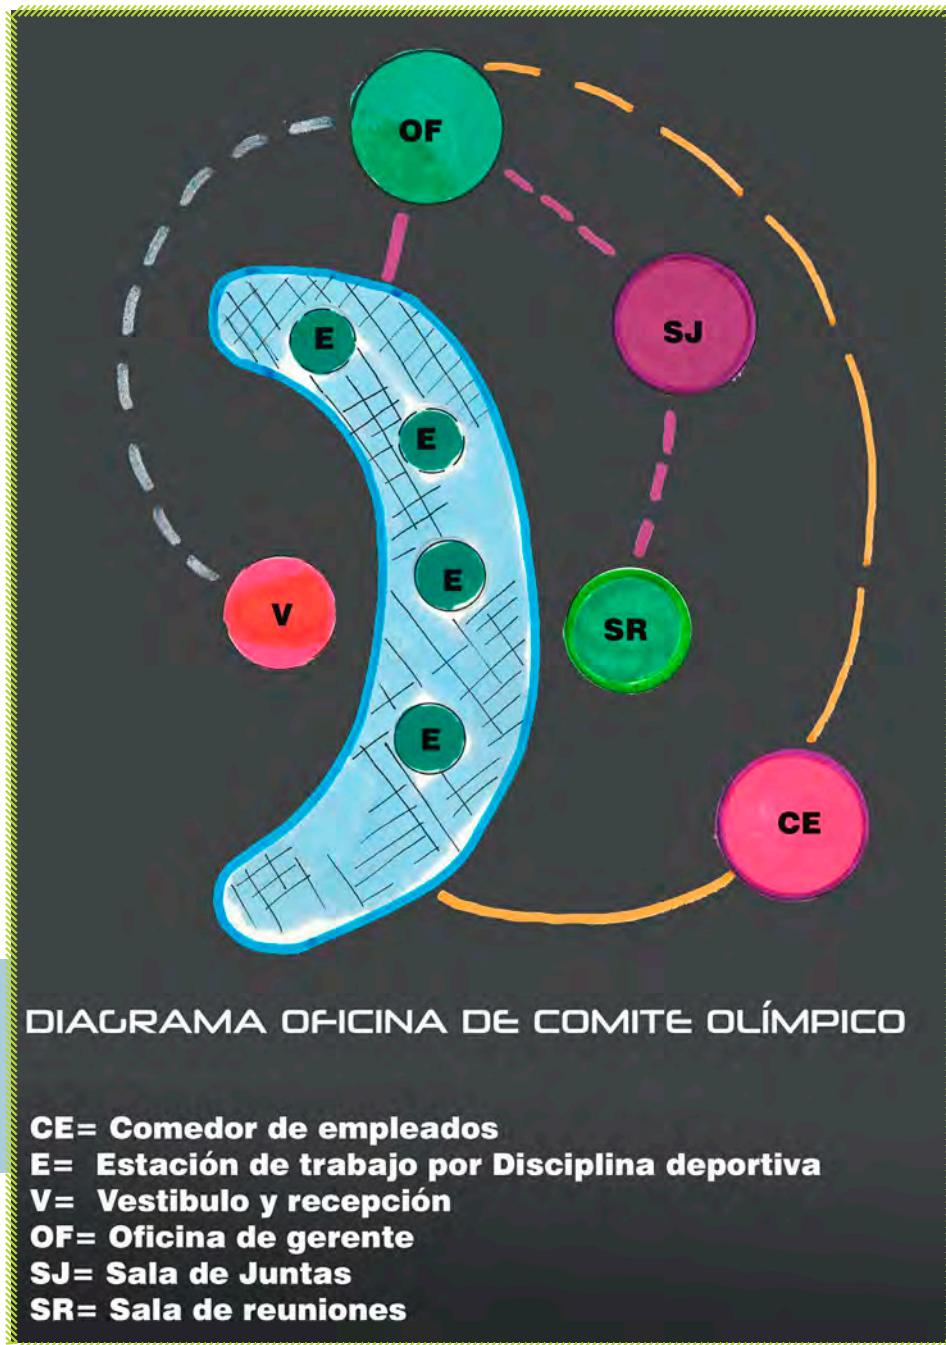 OF
SJ
E
E
E
V
SR
E
CE
DIAGRAMA OFICINA DE COMITE OLÍMPICO
CE= Comedor de empleados
E= Estación de trabajo por Disciplina deportiva
V= Vestibulo y recepción
OF= Oficina de gerente
SJ= Sala de Juntas
SR= Sala de reuniones